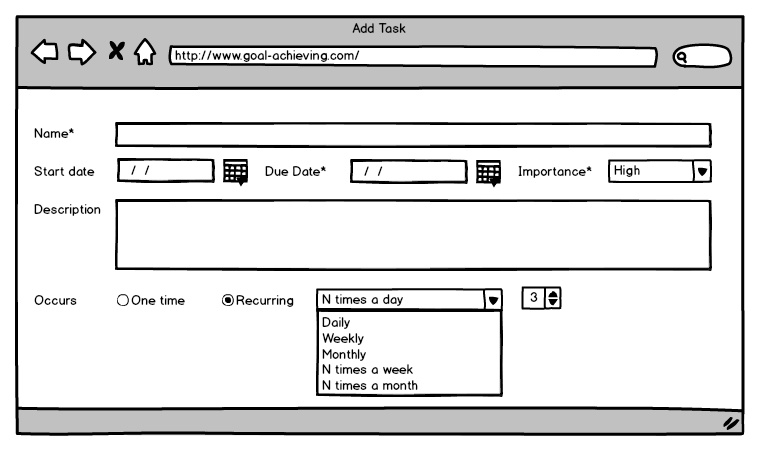 Add Task
http://www.goal-achieving.com/
Name*
Start date / / Due Date* / / Importance* High
Description
Occurs One time Recurring N times a day 3
Daily
Weekly
Monthly
N times a week
N times a month